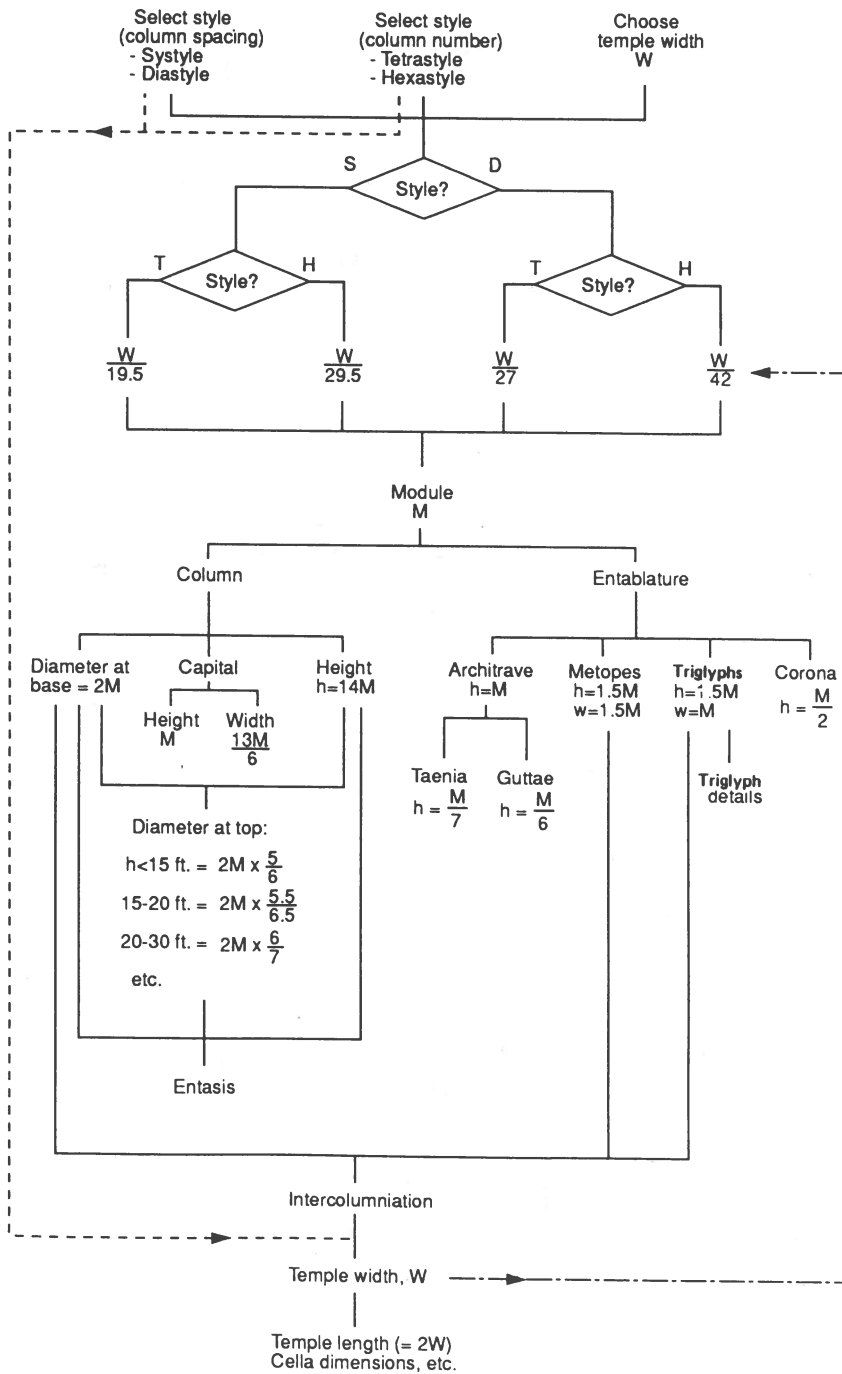 Select style
(column spacing)
- Systyle
- Diastyle
Select style
(column number)
- Tetrastyle
- Hexastyle
Choose
temple width
W
S
Style?
D
T
Style?
H
T
Style?
H
W
19.5
W
29.5
W
27
W
42
Module
M
Column
Entablature
Diameter at
base = 2M
Capital
Height
h=14M
Height
M
Width
13M
6
Architrave
h=M
Metopes
h=1.5M
w=1.5M
Triglyphs
h=1.5M
w=M
Corona
h = M
2
Taenia
h = M
7
Guttae
h = M
6
Triglyph
details
Diameter at top:
h<15 ft. = 2M x 5
6
15-20 ft. = 2M x 5.5
6.5
20-30 ft. = 2M x 6
7
etc.
Entasis
Intercolumniation
Temple width, W
Temple length (= 2W)
Cella dimensions, etc.